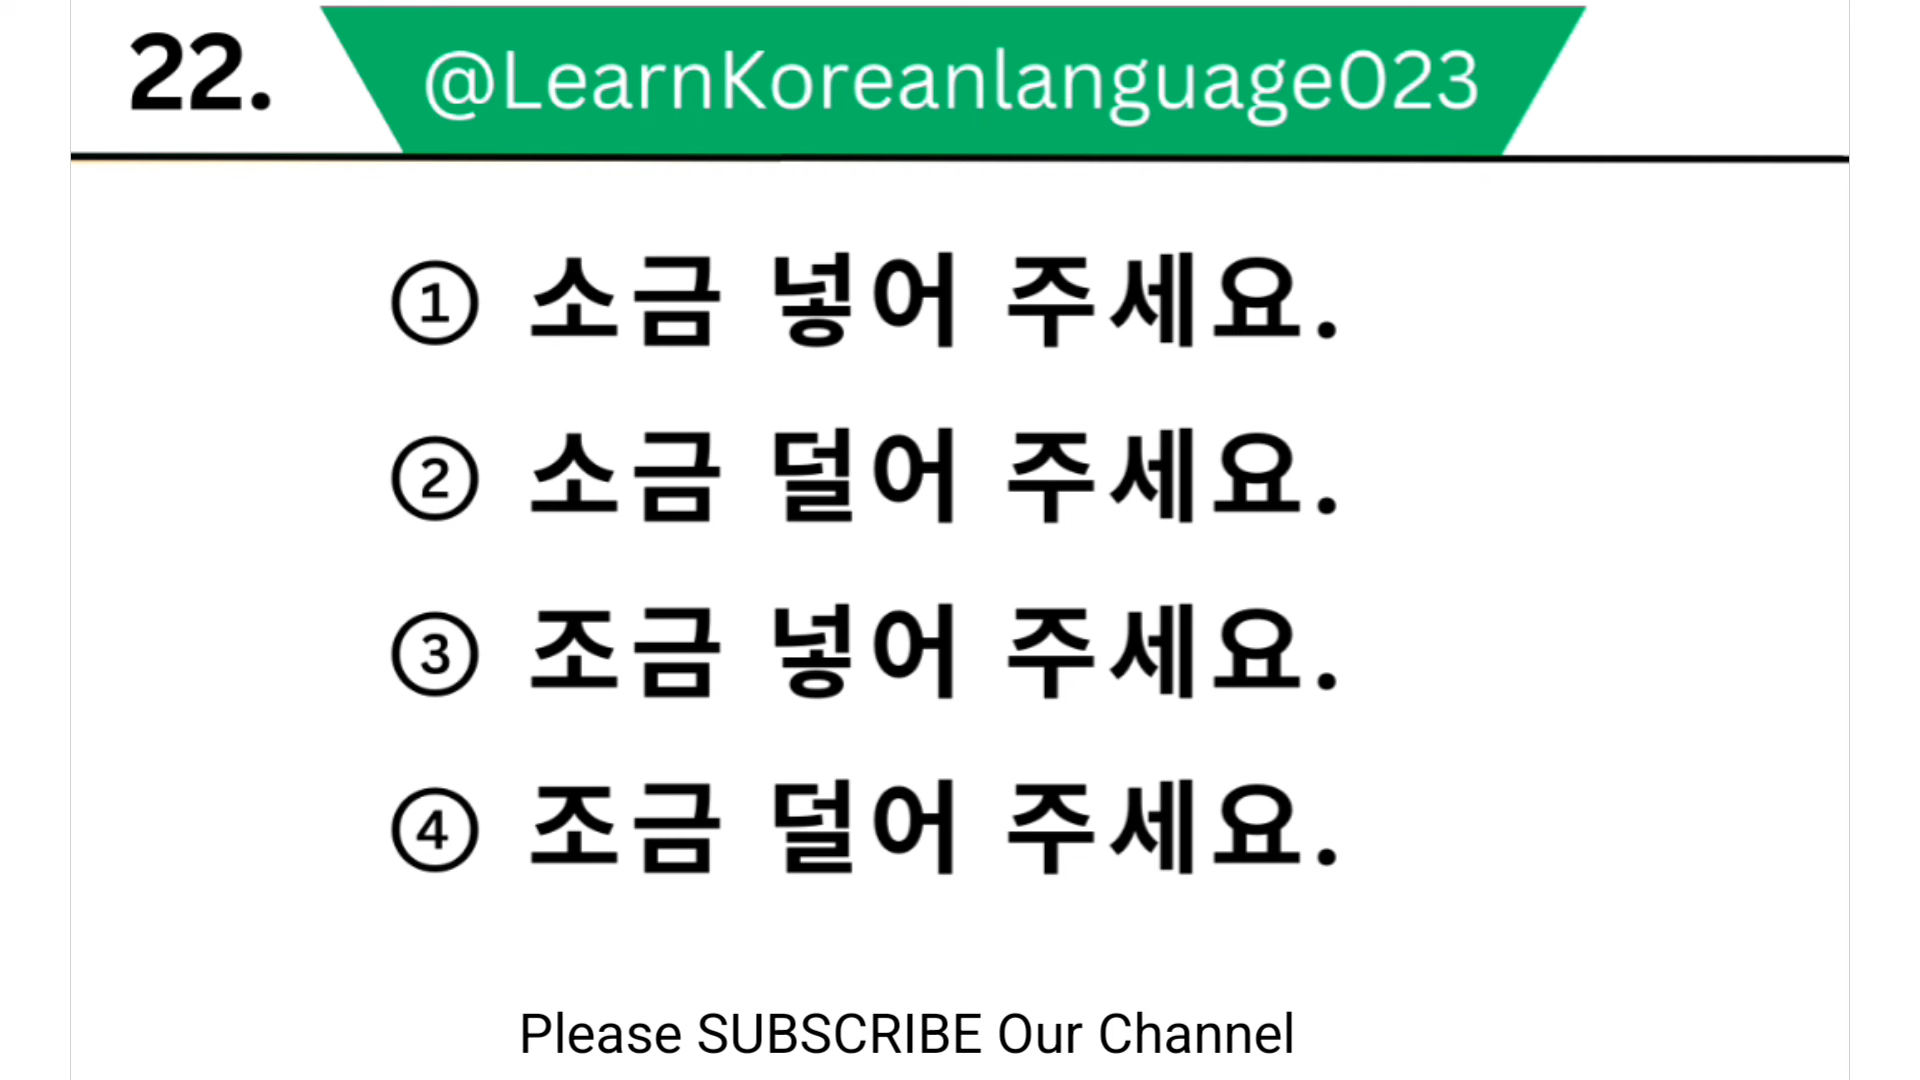 22.
@LearnKoreanlanguage023
① 소금 넣어 주세요.
② 소금 덜어 주세요.
③ 조금 넣어 주세요.
④ 조금 덜어 주세요.
Please SUBSCRIBE Our Channel